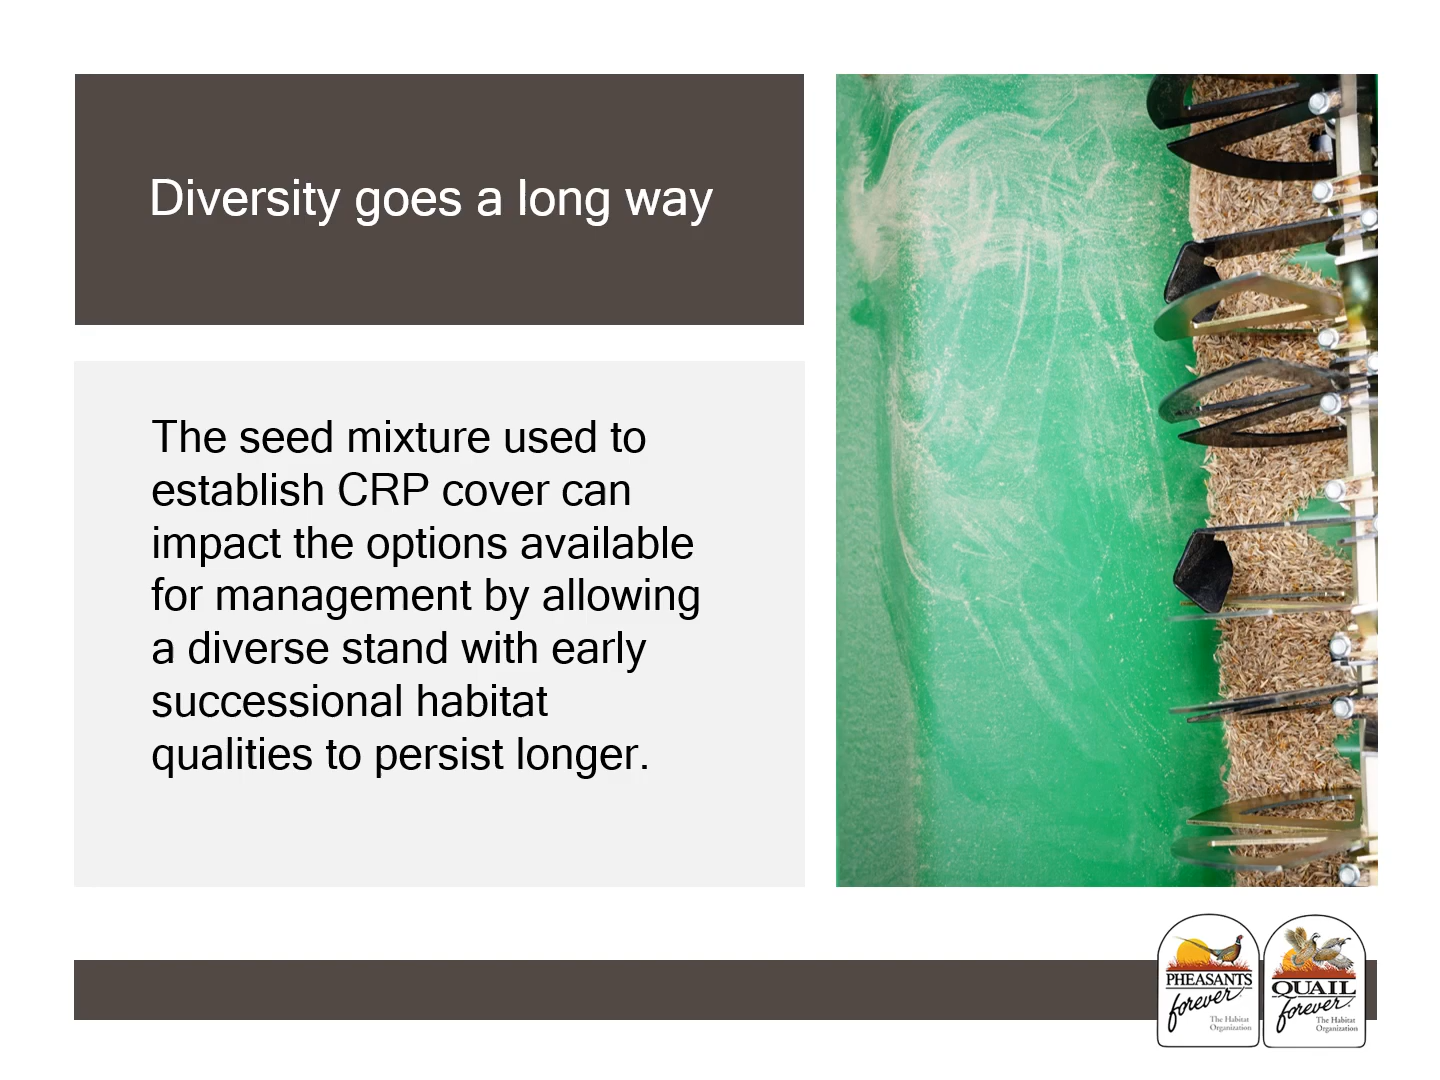 Diversity goes a long way
The seed mixture used to
establish CRP cover can
impact the options available
for management by allowing
a diverse stand with early
successional habitat
qualities to persist longer.
PHEASANTS
forever
The Habitat
Organization
QUAIL
forever
The Habitat
Organization